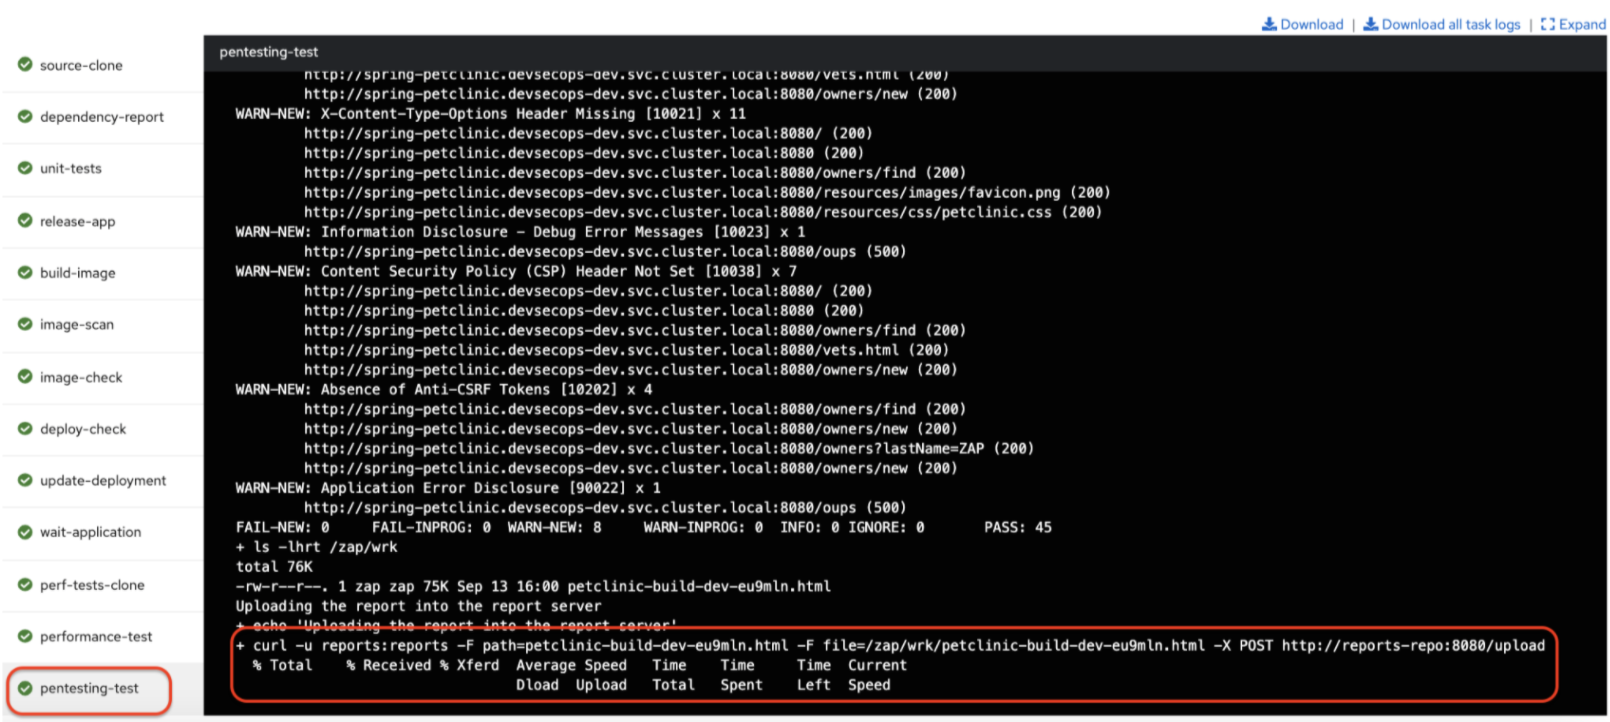 Download | Download all task logs | Expand
source-clone
dependency-report
unit-tests
release-app
build-image
image-scan
image-check
deploy-check
update-deployment
wait-application
perf-tests-clone
performance-test
pentesting-test
pentesting-test
http://spring-petclinic.devsecops-dev.svc.cluster.local:8080/vets.html (200)
http://spring-petclinic.devsecops-dev.svc.cluster.local:8080/owners/new (200)
WARN-NEW: X-Content-Type-Options Header Missing [10021] x 11
http://spring-petclinic.devsecops-dev.svc.cluster.local:8080/ (200)
http://spring-petclinic.devsecops-dev.svc.cluster.local:8080 (200)
http://spring-petclinic.devsecops-dev.svc.cluster.local:8080/owners/find (200)
http://spring-petclinic.devsecops-dev.svc.cluster.local:8080/resources/images/favicon.png (200)
http://spring-petclinic.devsecops-dev.svc.cluster.local:8080/resources/css/petclinic.css (200)
WARN-NEW: Information Disclosure - Debug Error Messages [10023] x 1
http://spring-petclinic.devsecops-dev.svc.cluster.local:8080/oups (500)
WARN-NEW: Content Security Policy (CSP) Header Not Set [10038] x 7
http://spring-petclinic.devsecops-dev.svc.cluster.local:8080/ (200)
http://spring-petclinic.devsecops-dev.svc.cluster.local:8080 (200)
http://spring-petclinic.devsecops-dev.svc.cluster.local:8080/owners/find (200)
http://spring-petclinic.devsecops-dev.svc.cluster.local:8080/vets.html (200)
http://spring-petclinic.devsecops-dev.svc.cluster.local:8080/owners/new (200)
WARN-NEW: Absence of Anti-CSRF Tokens [10202] x 4
http://spring-petclinic.devsecops-dev.svc.cluster.local:8080/owners/find (200)
http://spring-petclinic.devsecops-dev.svc.cluster.local:8080/owners/new (200)
http://spring-petclinic.devsecops-dev.svc.cluster.local:8080/owners?lastName=ZAP (200)
http://spring-petclinic.devsecops-dev.svc.cluster.local:8080/owners/new (200)
WARN-NEW: Application Error Disclosure [90022] x 1
http://spring-petclinic.devsecops-dev.svc.cluster.local:8080/oups (500)
FAIL-NEW: 0 FAIL-INPROG: 0 WARN-NEW: 8 WARN-INPROG: 0 INFO: 0 IGNORE: 0 PASS: 45
+ ls -lhrt /zap/wrk
total 76K
-rw-r--r--. 1 zap zap 75K Sep 13 16:00 petclinic-build-dev-eu9mln.html
Uploading the report into the report server
+ echo 'Uploading the report into the report server'
+ curl -u reports:reports -F path=petclinic-build-dev-eu9mln.html -F file=/zap/wrk/petclinic-build-dev-eu9mln.html -X POST http://reports-repo:8080/upload
% Total % Received % Xferd Average Speed Time Time Time Current
Dload Upload Total Spent Left Speed